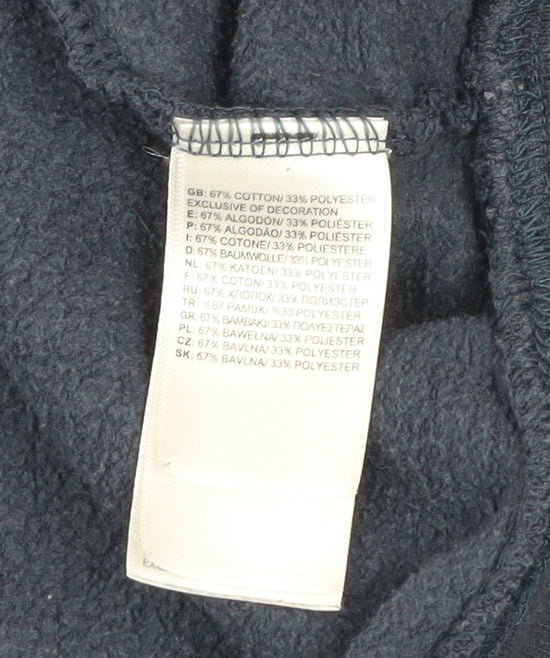 GB: 67% COTTON/ 33% POLYESTER
EXCLUSIVE OF DECORATION
E: 67% ALGODÓN/ 33% POLIÉSTER
P: 67% ALGODÃO/ 33% POLIÉSTER
I: 67% COTONE/ 33% POLIESTERE
D: 67% BAUMWOLLE/ 33% POLYESTER
NL: 67% KATOEN/ 33% POLYESTER
F: 67% COTON/ 33% POLYESTER
RU: 67% ХЛОПОК/ 33% ПОЛИЭСТЕР
TR: %67 PAMUK/ %33 POLYESTER
GR: 67% ΒΑΜΒΑΚΙ/ 33% ΠΟΛΥΕΣΤΕΡΑΣ
PL: 67% BAWEŁNA/ 33% POLIESTER
CZ: 67% BAVLNA/ 33% POLYESTER
SK: 67% BAVLNA/ 33% POLYESTER